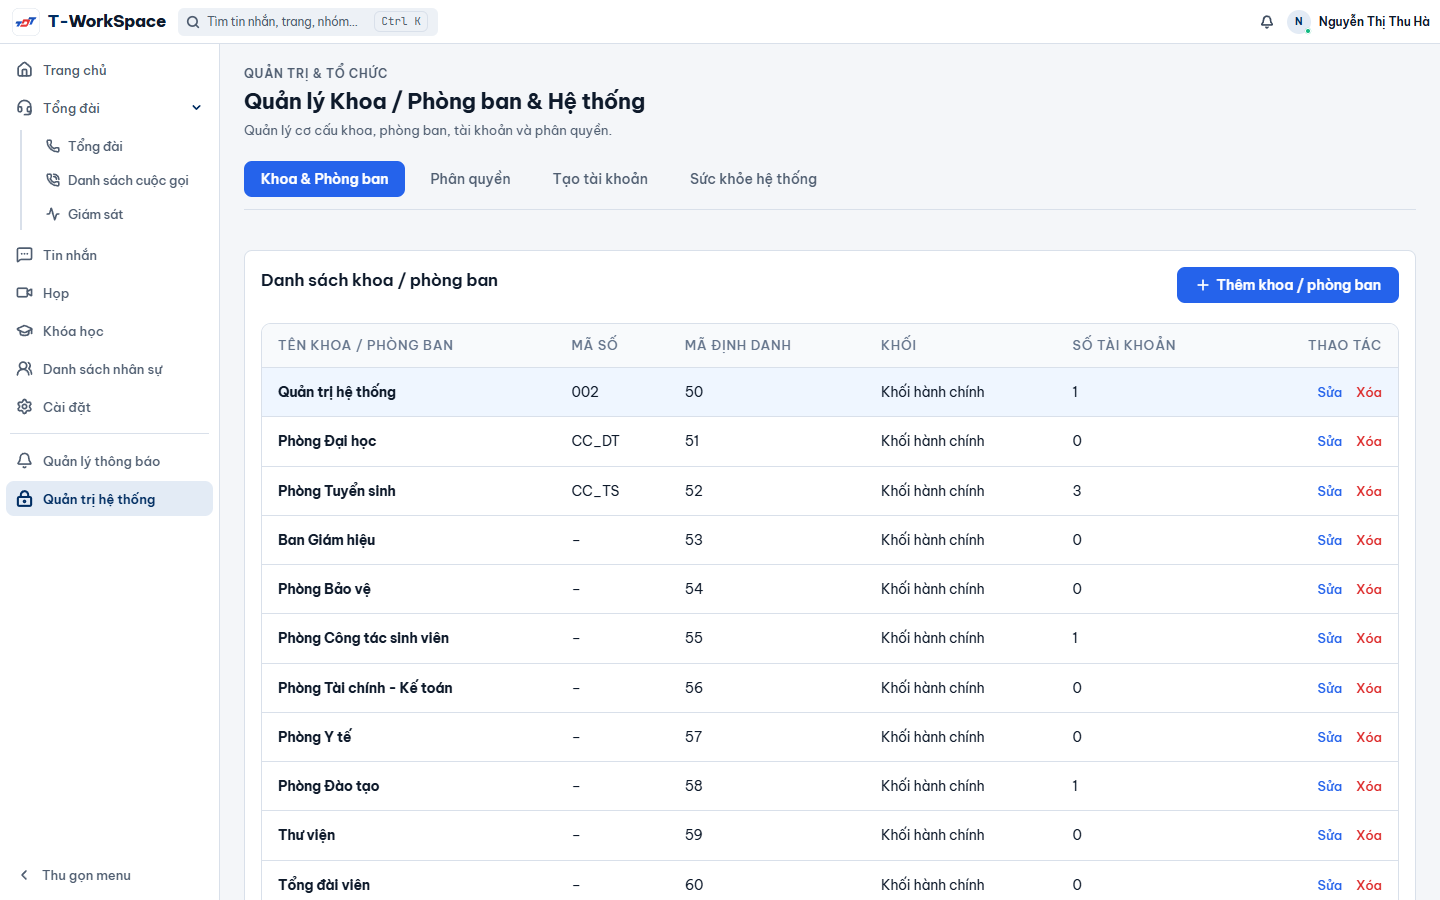 TDT T-WorkSpace Tìm tin nhắn, trang, nhóm... Ctrl K N Nguyễn Thị Thu Hà
Trang chủ
Tổng đài
Tổng đài
Danh sách cuộc gọi
Giám sát
Tin nhắn
Họp
Khóa học
Danh sách nhân sự
Cài đặt
Quản lý thông báo
Quản trị hệ thống
Thu gọn menu
QUẢN TRỊ & TỔ CHỨC
Quản lý Khoa / Phòng ban & Hệ thống
Quản lý cơ cấu khoa, phòng ban, tài khoản và phân quyền.
Khoa & Phòng ban Phân quyền Tạo tài khoản Sức khỏe hệ thống
Danh sách khoa / phòng ban
+ Thêm khoa / phòng ban
TÊN KHOA / PHÒNG BAN MÃ SỐ MÃ ĐỊNH DANH KHỐI SỐ TÀI KHOẢN THAO TÁC
Quản trị hệ thống 002 50 Khối hành chính 1 Sửa Xóa
Phòng Đại học CC_DT 51 Khối hành chính 0 Sửa Xóa
Phòng Tuyển sinh CC_TS 52 Khối hành chính 3 Sửa Xóa
Ban Giám hiệu – 53 Khối hành chính 0 Sửa Xóa
Phòng Bảo vệ – 54 Khối hành chính 0 Sửa Xóa
Phòng Công tác sinh viên – 55 Khối hành chính 1 Sửa Xóa
Phòng Tài chính - Kế toán – 56 Khối hành chính 0 Sửa Xóa
Phòng Y tế – 57 Khối hành chính 0 Sửa Xóa
Phòng Đào tạo – 58 Khối hành chính 1 Sửa Xóa
Thư viện – 59 Khối hành chính 0 Sửa Xóa
Tổng đài viên – 60 Khối hành chính 0 Sửa Xóa